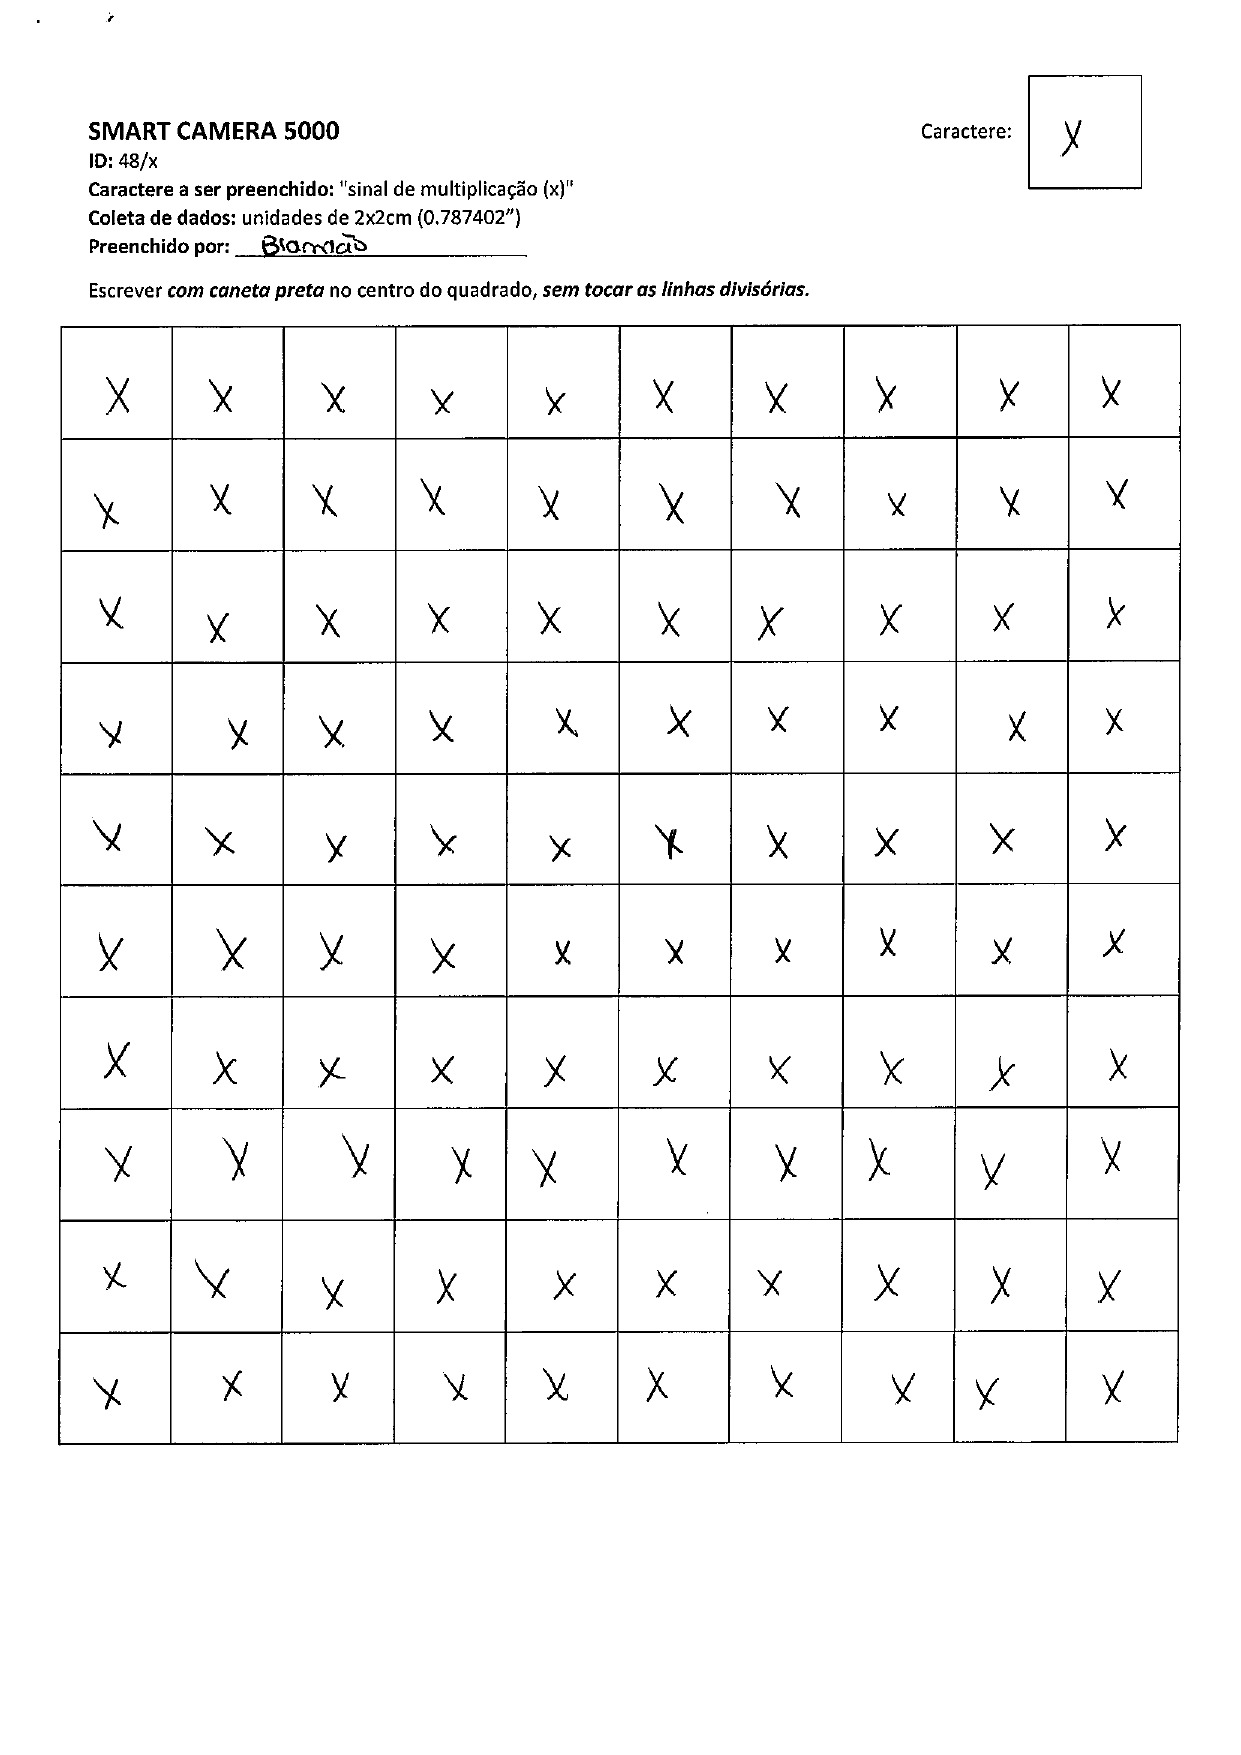 SMART CAMERA 5000
Caractere: x
ID: 48/x
Caractere a ser preenchido: "sinal de multiplicação (x)"
Coleta de dados: unidades de 2x2cm (0.787402”)
Preenchido por:
Escrever com caneta preta no centro do quadrado, sem tocar as linhas divisórias.
x x x x x x x x x x
x x x x x x x x x x
x x x x x x x x x x
x x x x x x x x x x
x x x x x x x x x x
x x x x x x x x x x
x x x x x x x x x x
x x x x x x x x x x
x x x x x x x x x x
x x x x x x x x x x